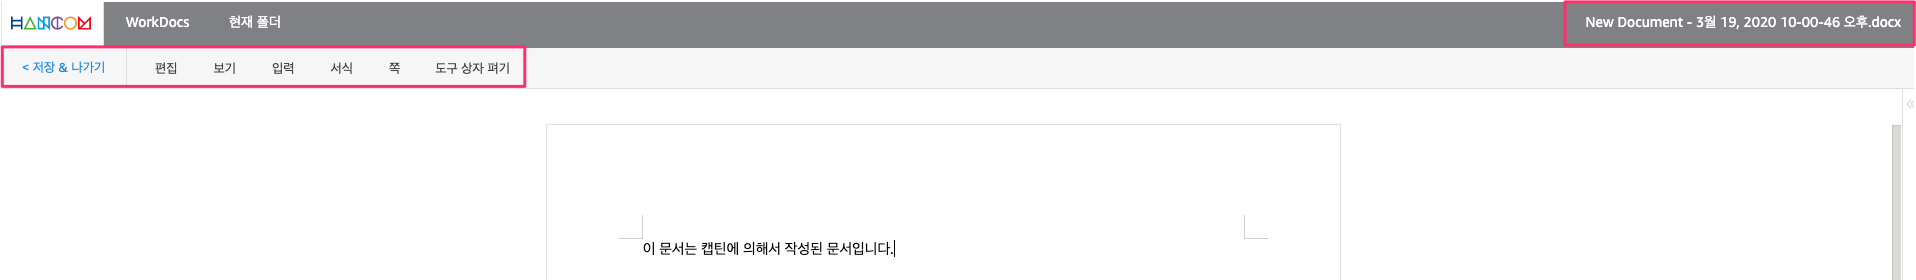 HANCOM WorkDocs 현재 폴더 New Document - 3월 19, 2020 10-00-46 오후.docx
< 저장 & 나가기 편집 보기 입력 서식 쪽 도구 상자 펴기
이 문서는 캡틴에 의해서 작성된 문서입니다.